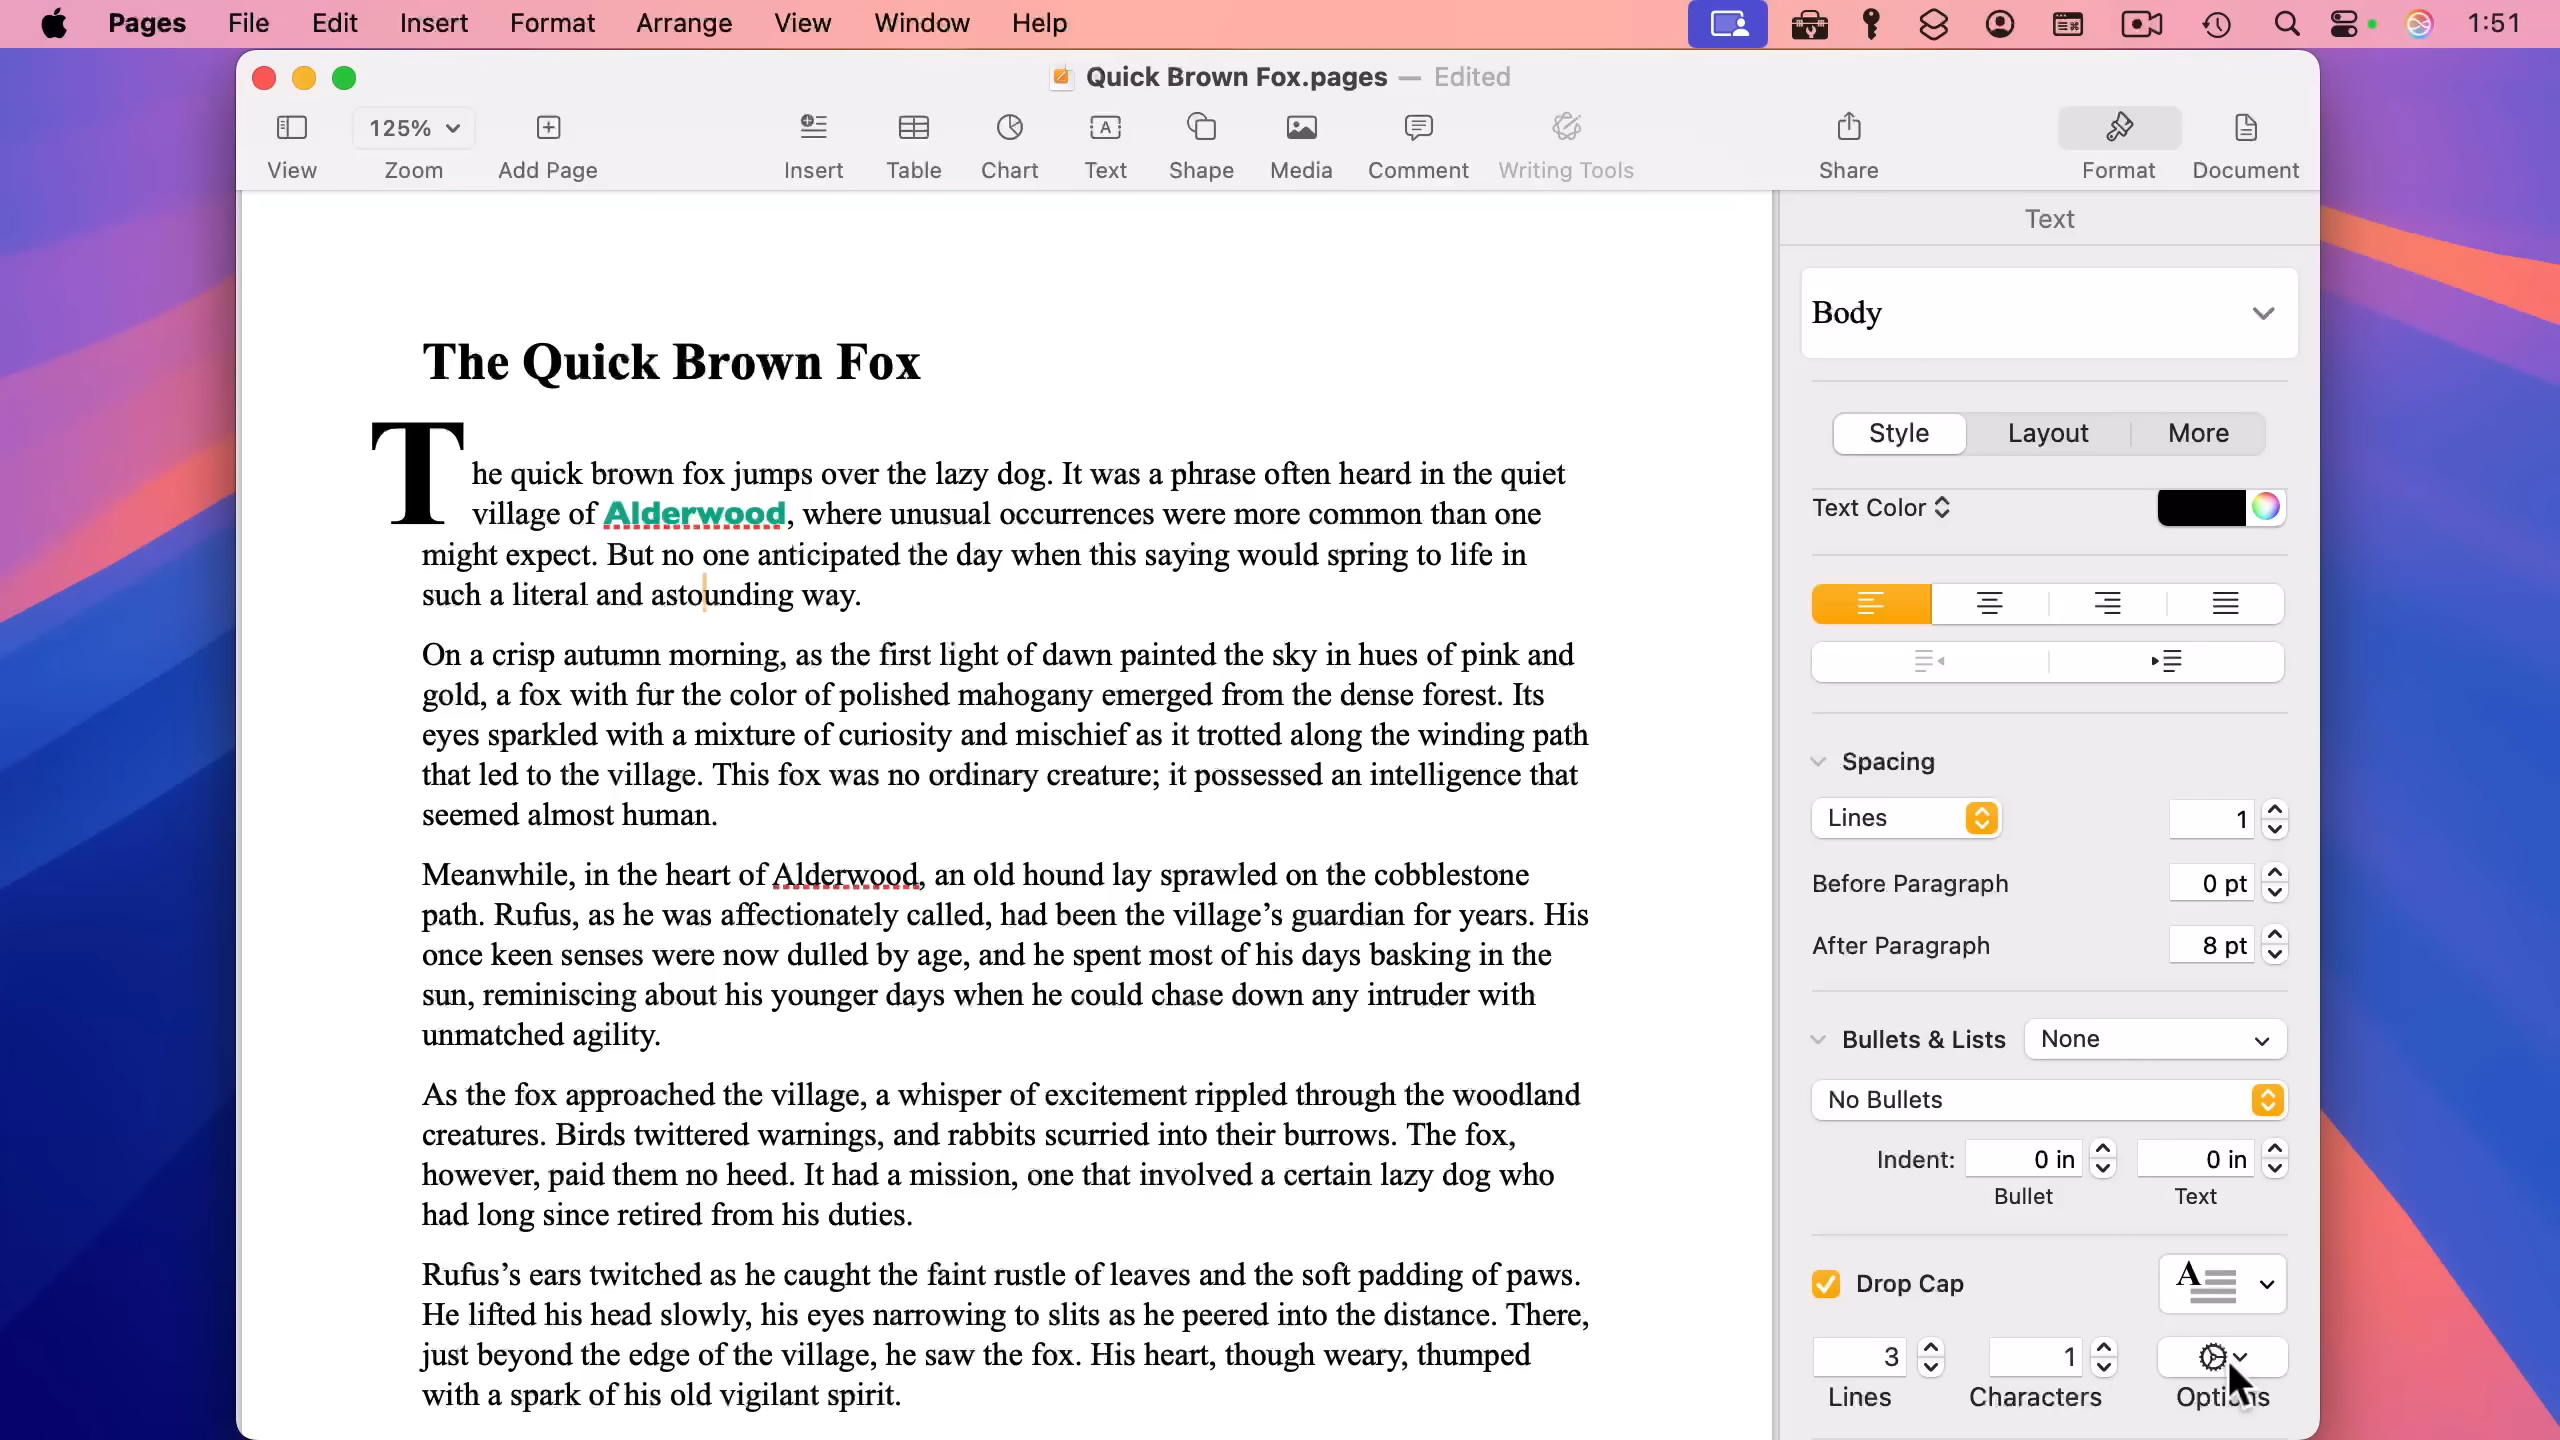 Pages File Edit Insert Format Arrange View Window Help 1:51
Quick Brown Fox.pages — Edited
125%
View Zoom Add Page Insert Table Chart Text Shape Media Comment Writing Tools Share Format Document
Text
Body
Style Layout More
Text Color
Spacing
Lines 1
Before Paragraph 0 pt
After Paragraph 8 pt
Bullets & Lists None
No Bullets
Indent: 0 in 0 in
Bullet Text
Drop Cap
3 1
Lines Characters Options
The Quick Brown Fox
The quick brown fox jumps over the lazy dog. It was a phrase often heard in the quiet
village of Alderwood, where unusual occurrences were more common than one
might expect. But no one anticipated the day when this saying would spring to life in
such a literal and astounding way.
On a crisp autumn morning, as the first light of dawn painted the sky in hues of pink and
gold, a fox with fur the color of polished mahogany emerged from the dense forest. Its
eyes sparkled with a mixture of curiosity and mischief as it trotted along the winding path
that led to the village. This fox was no ordinary creature; it possessed an intelligence that
seemed almost human.
Meanwhile, in the heart of Alderwood, an old hound lay sprawled on the cobblestone
path. Rufus, as he was affectionately called, had been the village’s guardian for years. His
once keen senses were now dulled by age, and he spent most of his days basking in the
sun, reminiscing about his younger days when he could chase down any intruder with
unmatched agility.
As the fox approached the village, a whisper of excitement rippled through the woodland
creatures. Birds twittered warnings, and rabbits scurried into their burrows. The fox,
however, paid them no heed. It had a mission, one that involved a certain lazy dog who
had long since retired from his duties.
Rufus’s ears twitched as he caught the faint rustle of leaves and the soft padding of paws.
He lifted his head slowly, his eyes narrowing to slits as he peered into the distance. There,
just beyond the edge of the village, he saw the fox. His heart, though weary, thumped
with a spark of his old vigilant spirit.